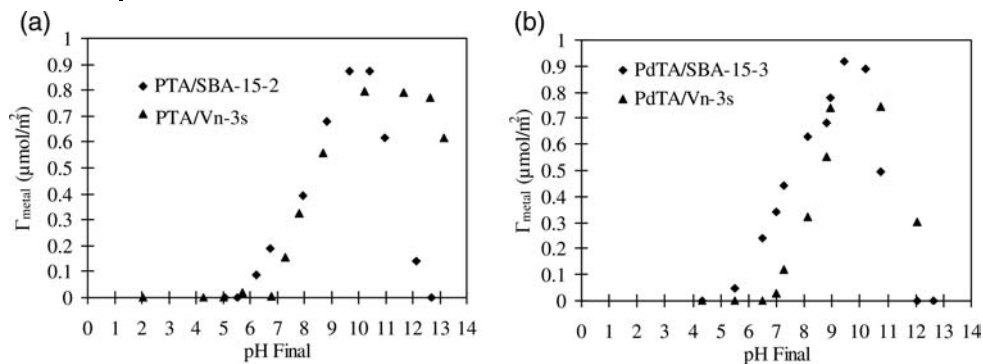 (a)
1
0.9
0.8
0.7
0.6
0.5
0.4
0.3
0.2
0.1
0
Γmetal (µmol/m²)
PTA/SBA-15-2
PTA/Vn-3s
0 1 2 3 4 5 6 7 8 9 10 11 12 13 14
pH Final
(b)
1
0.9
0.8
0.7
0.6
0.5
0.4
0.3
0.2
0.1
0
Γmetal (µmol/m²)
PdTA/SBA-15-3
PdTA/Vn-3s
0 1 2 3 4 5 6 7 8 9 10 11 12 13 14
pH Final